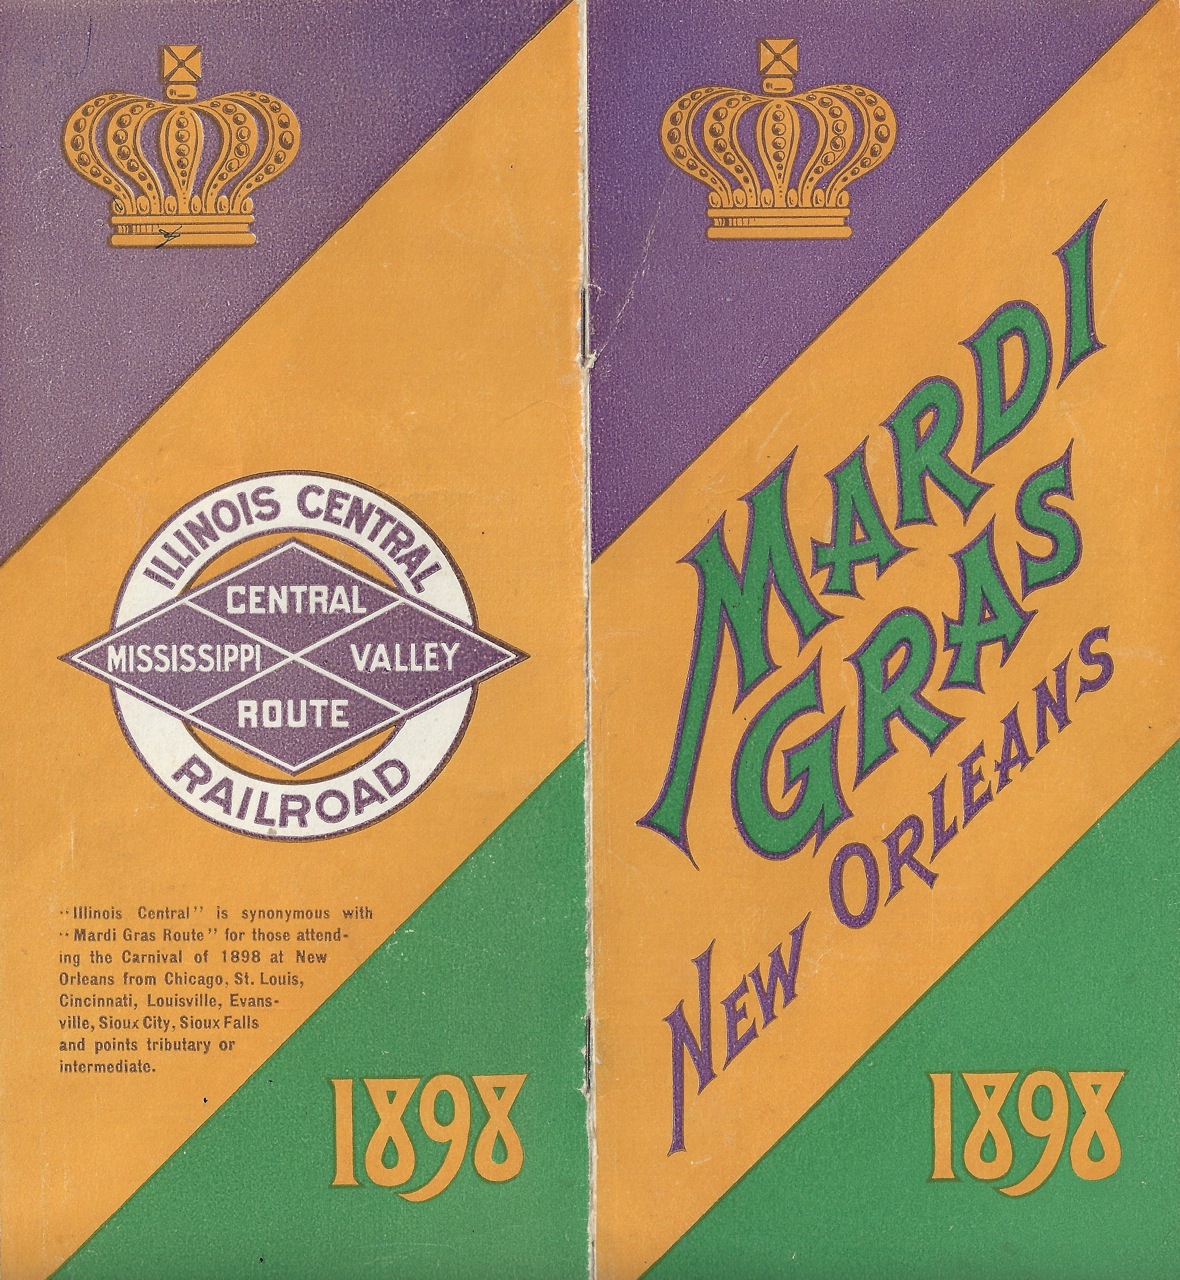 ILLINOIS CENTRAL
CENTRAL
MISSISSIPPI VALLEY
ROUTE
RAILROAD
"Illinois Central" is synonymous with
"Mardi Gras Route" for those attend-
ing the Carnival of 1898 at New
Orleans from Chicago, St. Louis,
Cincinnati, Louisville, Evans-
ville, Sioux City, Sioux Falls
and points tributary or
intermediate.
1898
MARDI
GRAS
NEW ORLEANS
1898